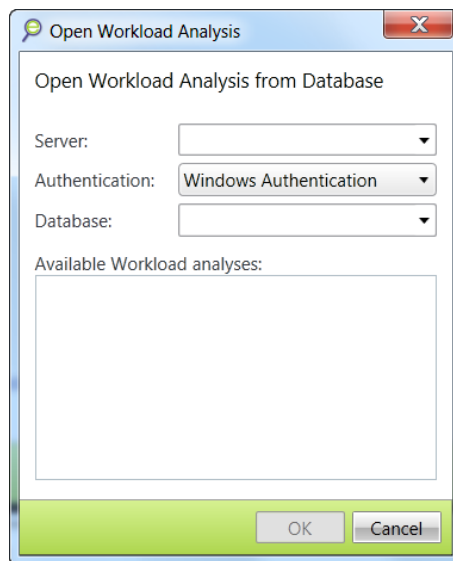 Open Workload Analysis
X
Open Workload Analysis from Database
Server:
Authentication: Windows Authentication
Database:
Available Workload analyses:
OK Cancel